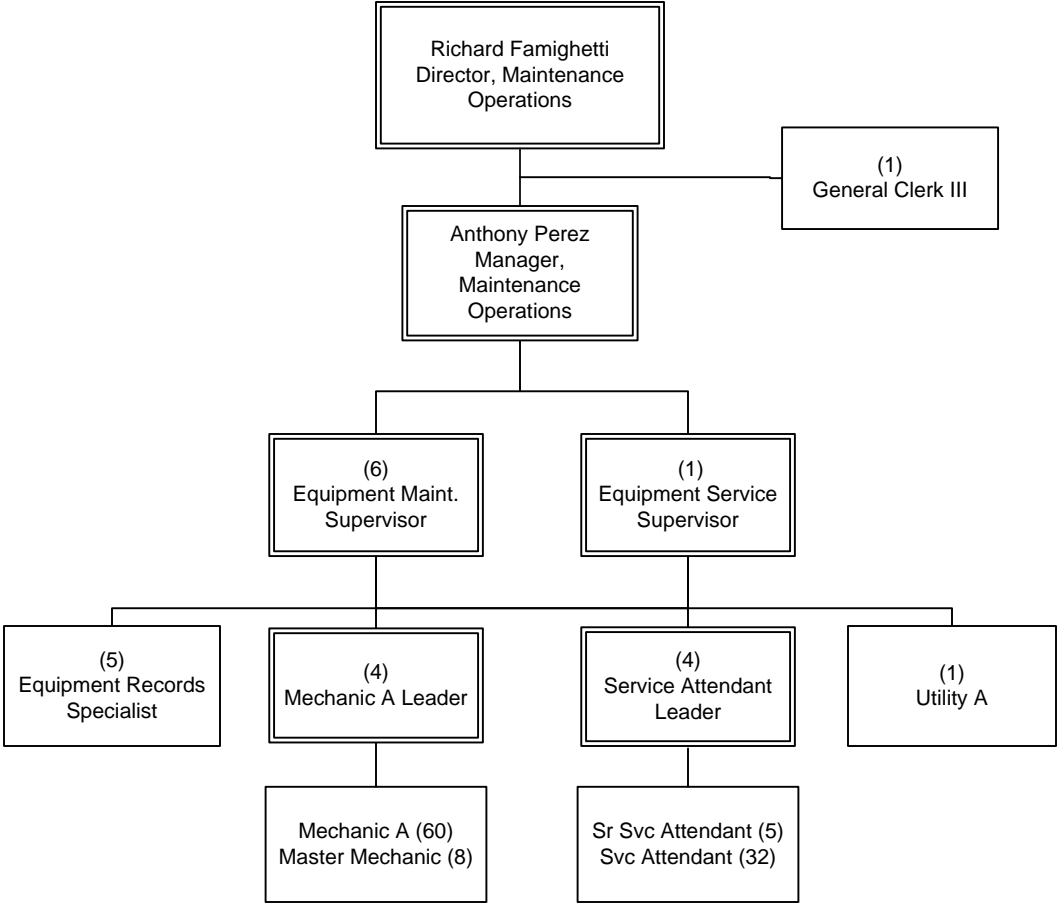 Richard Famighetti
Director, Maintenance
Operations
(1)
General Clerk III
Anthony Perez
Manager,
Maintenance
Operations
(6)
Equipment Maint.
Supervisor
(1)
Equipment Service
Supervisor
(5)
Equipment Records
Specialist
(4)
Mechanic A Leader
(4)
Service Attendant
Leader
(1)
Utility A
Mechanic A (60)
Master Mechanic (8)
Sr Svc Attendant (5)
Svc Attendant (32)